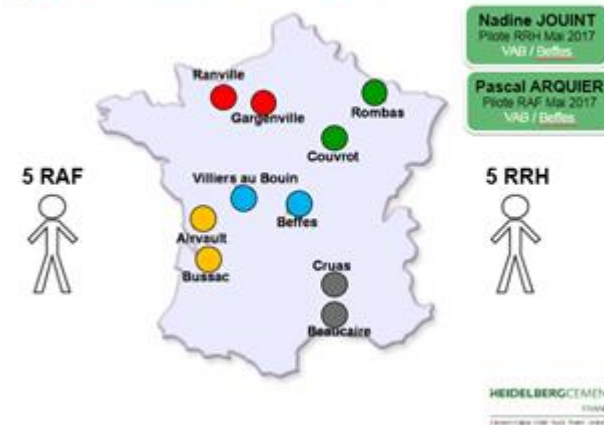 Nadine JOUINT
Pilote RRH Mai 2017
VAB / Beffes
Pascal ARQUIER
Pilote RAF Mai 2017
VAB / Beffes
Ranville
Gargenville
Rombas
Couvrot
5 RAF
Villiers au Bouin
Beffes
5 RRH
Airvault
Bussac
Cruas
Beaucaire
HEIDELBERGCEMEN